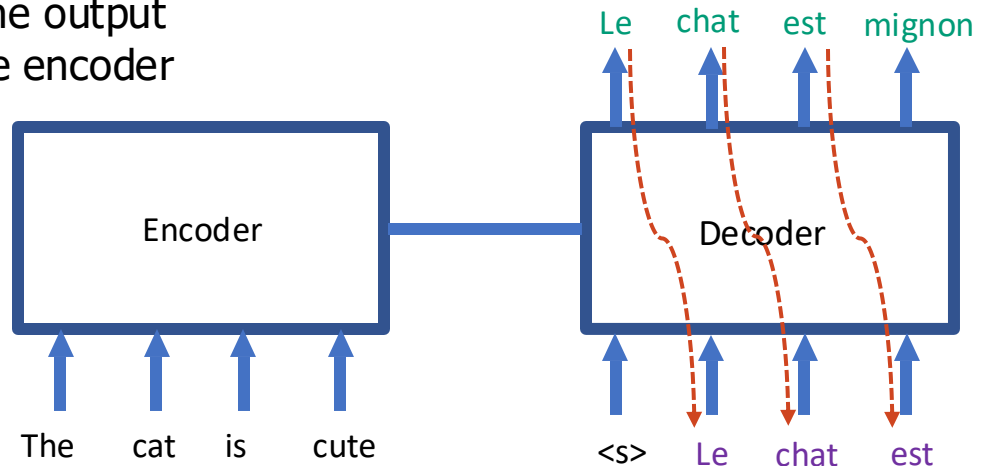 he output
e encoder
Le chat est mignon
Encoder
Decoder
The cat is cute
<s> Le chat est